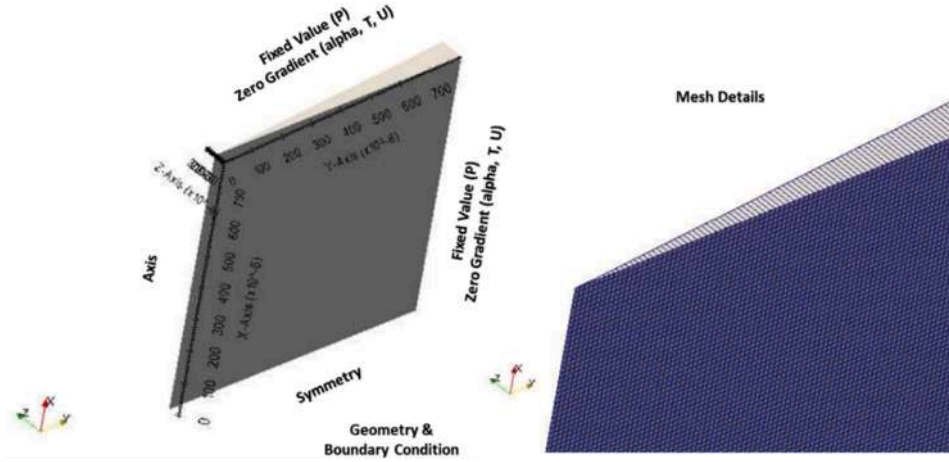 Fixed Value (P)
Zero Gradient (alpha, T, U)
Mesh Details
0 100 200 300 400 500 600 700
Y-Axis (x10^-6)
Z-Axis (x10^
700
600
500
400
300
200
100
0
X-Axis (x10^-6)
Axis
Fixed Value (P)
Zero Gradient (alpha, T, U)
Symmetry
Geometry &
Boundary Condition
X
Y
Z
X
Y
Z